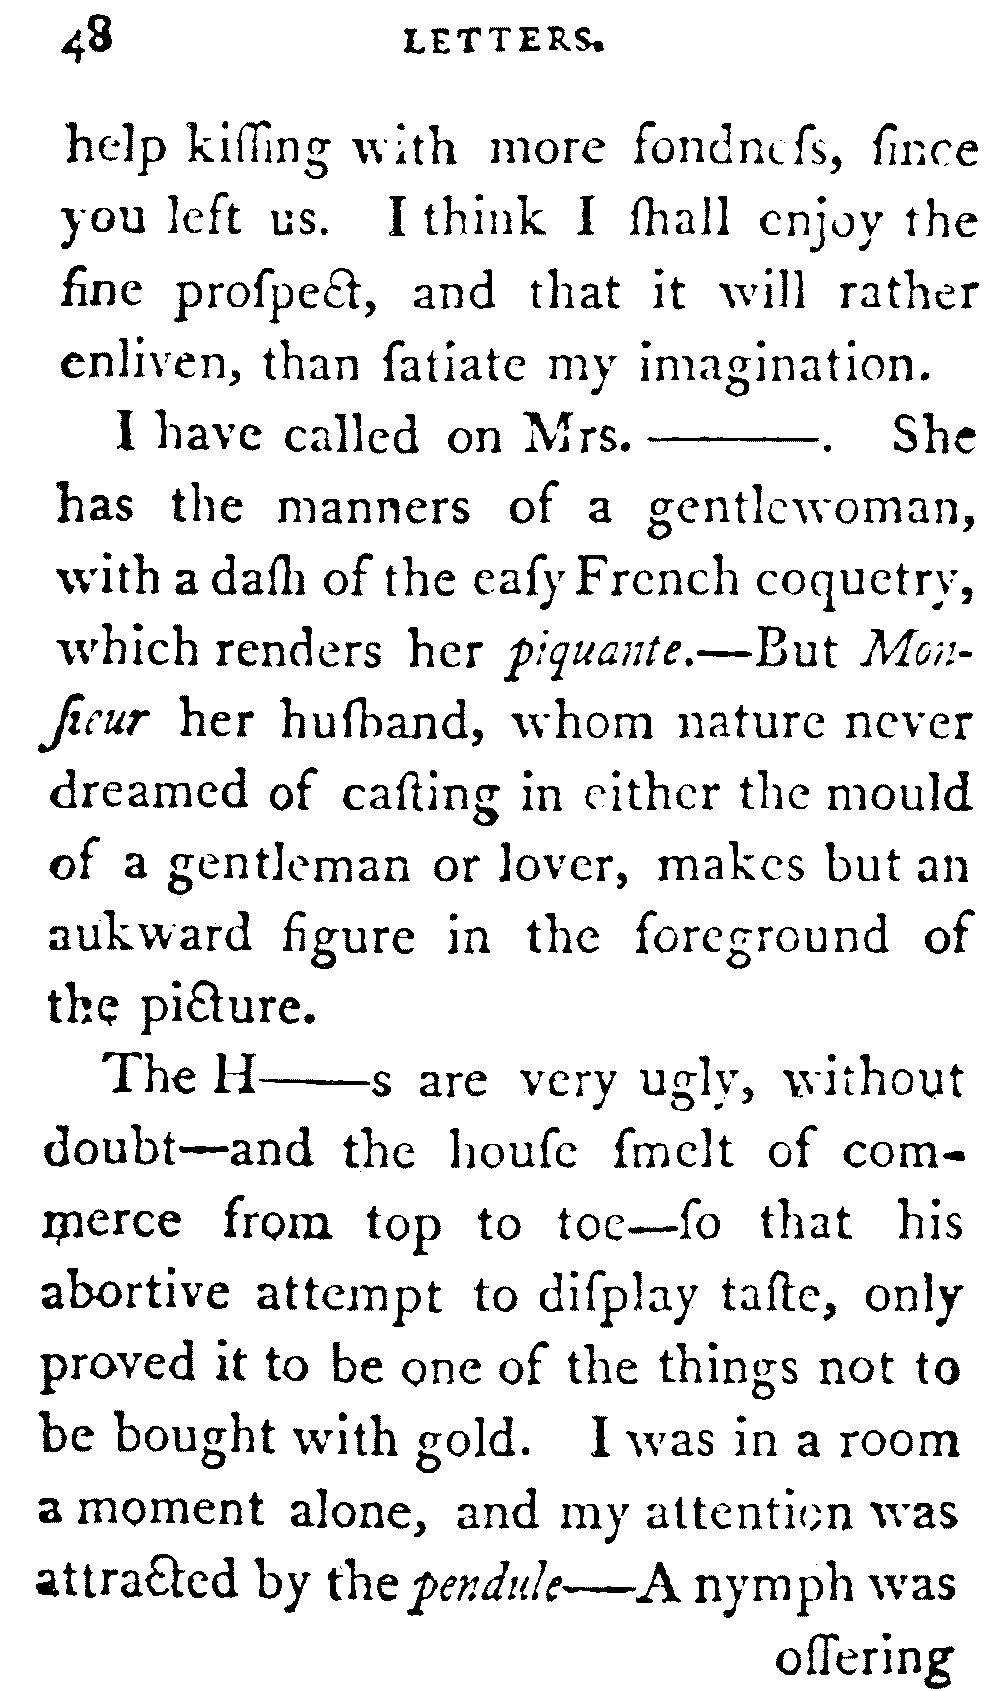 48 LETTERS.
help kiſſing with more fondneſs, ſince
you left us. I think I ſhall enjoy the
fine proſpect, and that it will rather
enliven, than ſatiate my imagination.
I have called on Mrs. ———. She
has the manners of a gentlewoman,
with a daſh of the eaſy French coquetry,
which renders her piquante.—But Mon-
ſieur her huſband, whom nature never
dreamed of caſting in either the mould
of a gentleman or lover, makes but an
aukward figure in the foreground of
the picture.
The H——s are very ugly, without
doubt—and the houſe ſmelt of com-
merce from top to toe—ſo that his
abortive attempt to diſplay taſte, only
proved it to be one of the things not to
be bought with gold. I was in a room
a moment alone, and my attention was
attracted by the pendule—A nymph was
offering